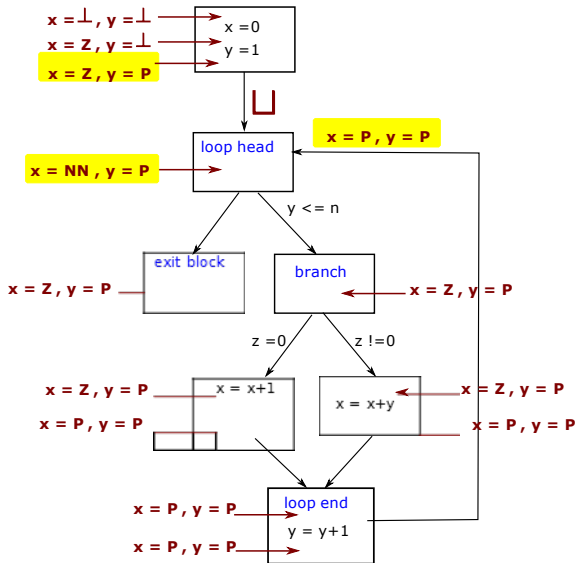 x = ⊥ , y = ⊥
x = 0
x = Z , y = ⊥
y = 1
x = Z , y = P
⊔
x = P , y = P
loop head
x = NN , y = P
y <= n
exit block
branch
x = Z , y = P
x = Z , y = P
z =0
z !=0
x = Z , y = P
x = x+1
x = Z , y = P
x = x+y
x = P , y = P
x = P , y = P
loop end
x = P , y = P
y = y+1
x = P , y = P